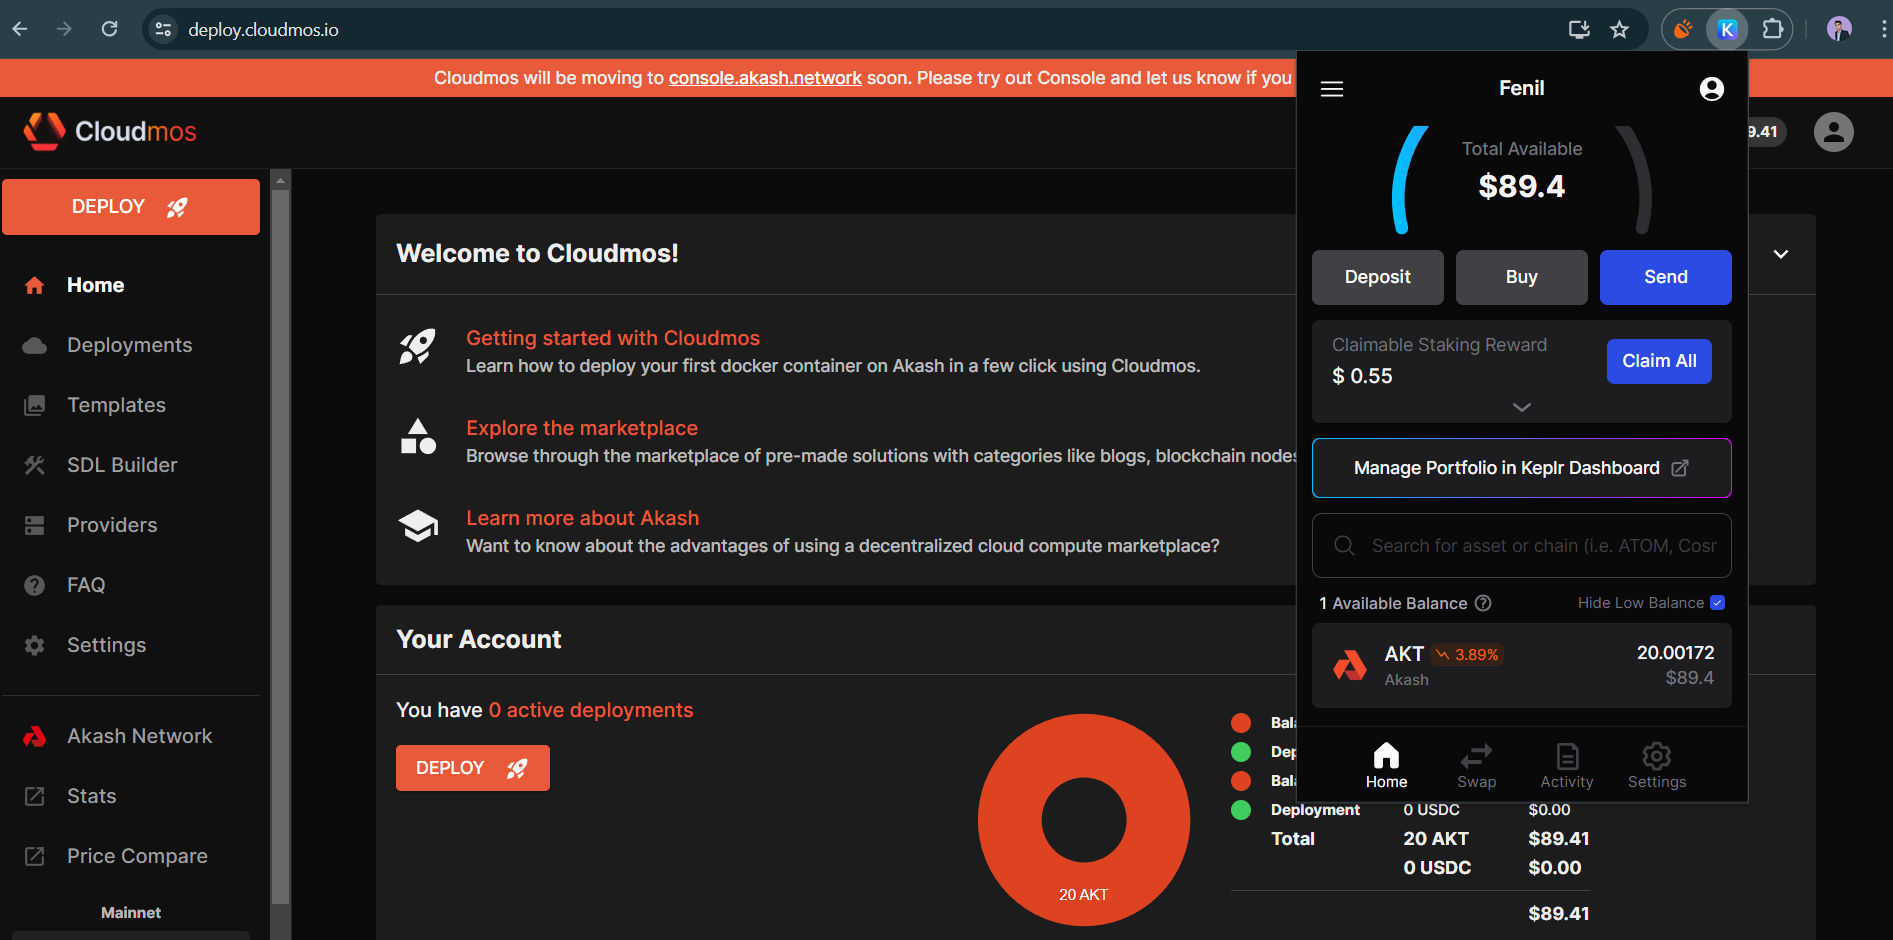 deploy.cloudmos.io
Cloudmos will be moving to console.akash.network soon. Please try out Console and let us know if you
Cloudmos
9.41
DEPLOY
Home
Deployments
Templates
SDL Builder
Providers
FAQ
Settings
Akash Network
Stats
Price Compare
Mainnet
Welcome to Cloudmos!
Getting started with Cloudmos
Learn how to deploy your first docker container on Akash in a few click using Cloudmos.
Explore the marketplace
Browse through the marketplace of pre-made solutions with categories like blogs, blockchain nodes
Learn more about Akash
Want to know about the advantages of using a decentralized cloud compute marketplace?
Your Account
You have 0 active deployments
DEPLOY
20 AKT
Bala
Dep
Bala
Deployment 0 USDC $0.00
Total 20 AKT $89.41
0 USDC $0.00
$89.41
K
Fenil
Total Available
$89.4
Deposit
Buy
Send
Claimable Staking Reward
$ 0.55
Claim All
Manage Portfolio in Keplr Dashboard
Search for asset or chain (i.e. ATOM, Cosr
1 Available Balance
Hide Low Balance
AKT 3.89% 20.00172
Akash $89.4
Home
Swap
Activity
Settings